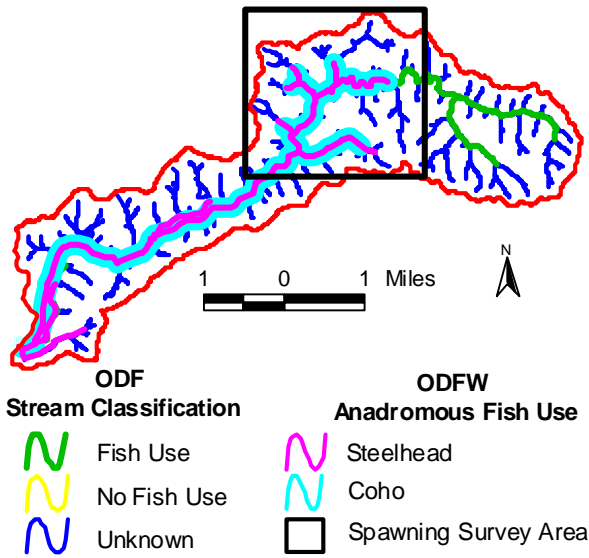 N
1 0 1 Miles
ODF
Stream Classification
Fish Use
No Fish Use
Unknown
ODFW
Anadromous Fish Use
Steelhead
Coho
Spawning Survey Area